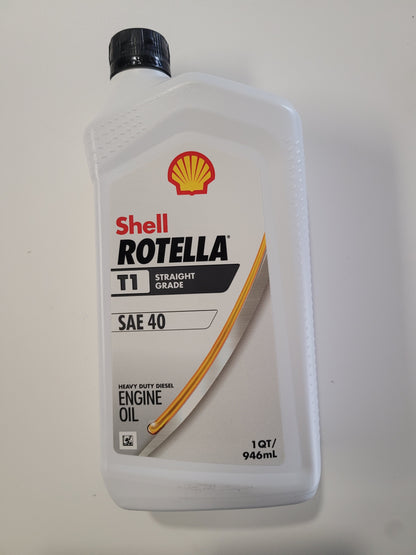 Shell
ROTELLA®
T1 STRAIGHT GRADE
SAE 40
HEAVY DUTY DIESEL
ENGINE
OIL
1 QT/
946mL